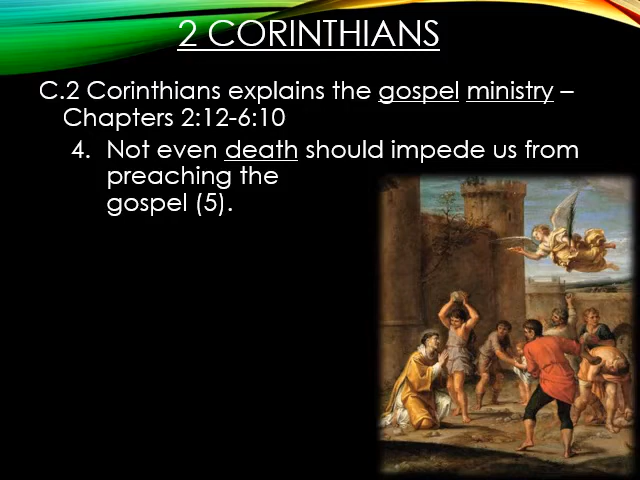 2 CORINTHIANS
C.2 Corinthians explains the gospel ministry –
Chapters 2:12-6:10
4. Not even death should impede us from
preaching the
gospel (5).